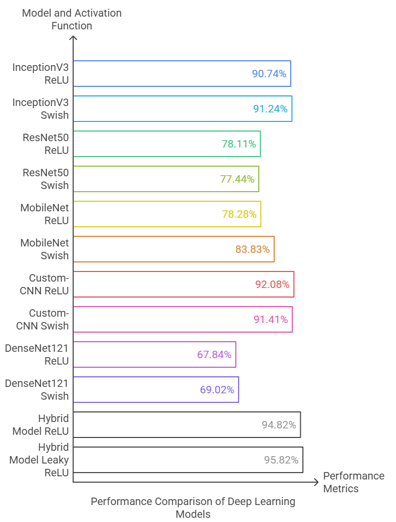 Model and Activation
Function
InceptionV3
ReLU
90.74%
InceptionV3
Swish
91.24%
ResNet50
ReLU
78.11%
ResNet50
Swish
77.44%
MobileNet
ReLU
78.28%
MobileNet
Swish
83.83%
Custom-
CNN ReLU
92.08%
Custom-
CNN Swish
91.41%
DenseNet121
ReLU
67.84%
DenseNet121
Swish
69.02%
Hybrid
Model ReLU
94.82%
Hybrid
Model Leaky
ReLU
95.82%
Performance
Metrics
Performance Comparison of Deep Learning
Models